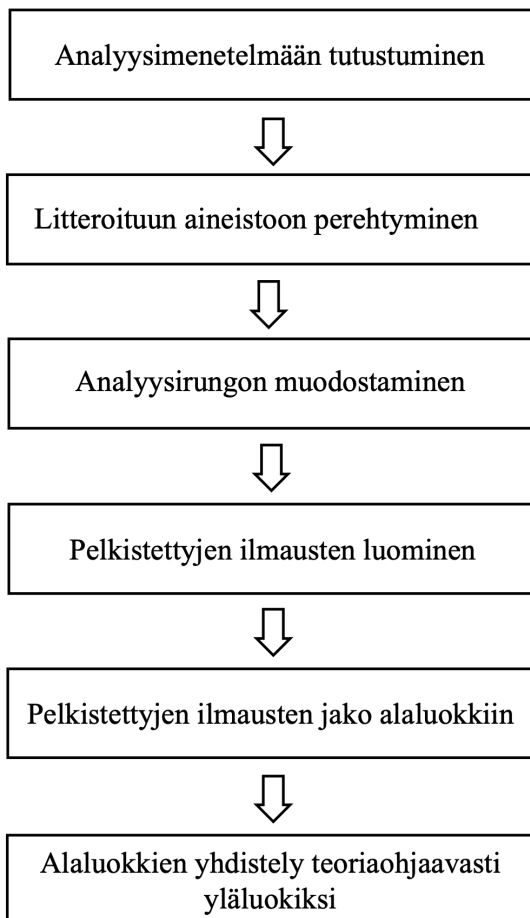 Analyysimenetelmään tutustuminen
Litteroituun aineistoon perehtyminen
Analyysirungon muodostaminen
Pelkistettyjen ilmausten luominen
Pelkistettyjen ilmausten jako alaluokkiin
Alaluokkien yhdistely teoriaohjaavasti
yläluokiksi